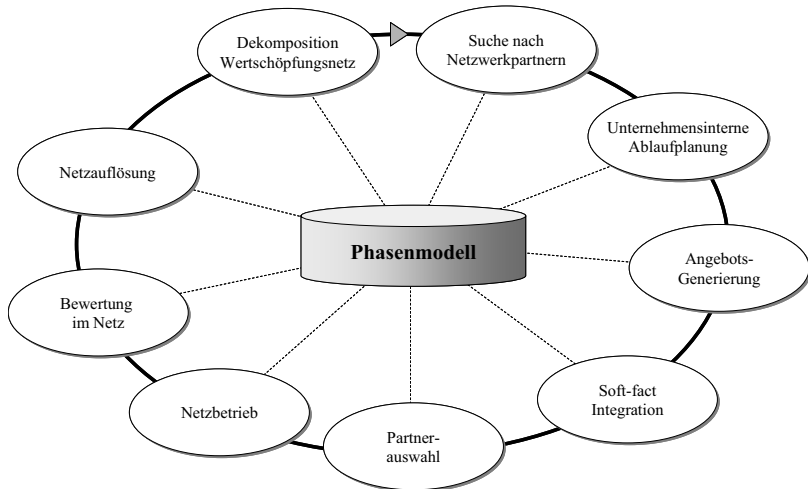 Dekomposition
Wertschöpfungsnetz
Suche nach
Netzwerkpartnern
Unternehmensinterne
Ablaufplanung
Netzauflösung
Phasenmodell
Angebots-
Generierung
Bewertung
im Netz
Soft-fact
Integration
Netzbetrieb
Partner-
auswahl